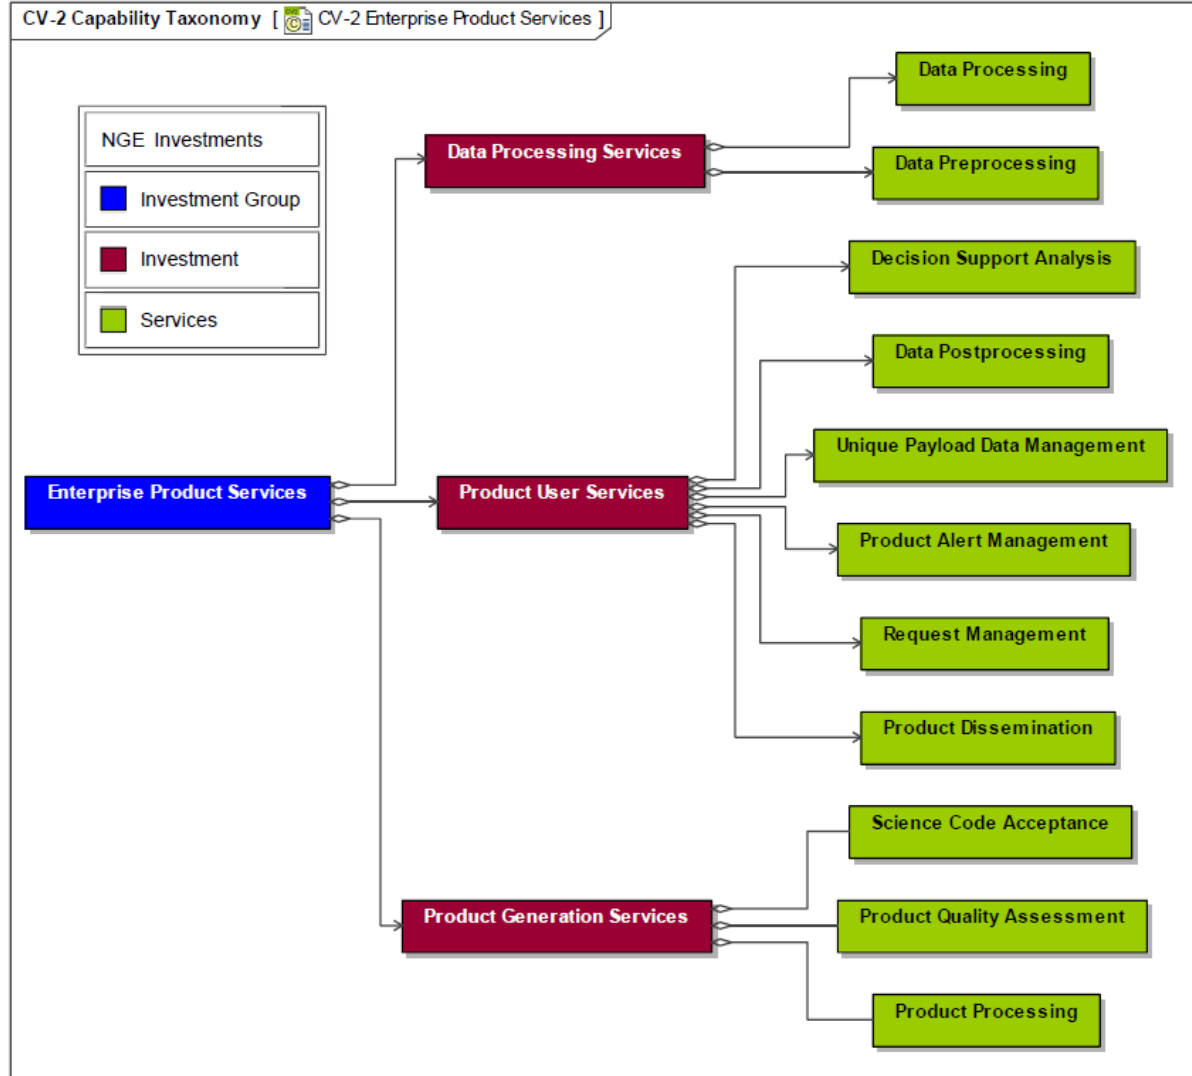 CV-2 Capability Taxonomy [ CV-2 Enterprise Product Services ]
NGE Investments
Investment Group
Investment
Services
Enterprise Product Services
Data Processing Services
Product User Services
Product Generation Services
Data Processing
Data Preprocessing
Decision Support Analysis
Data Postprocessing
Unique Payload Data Management
Product Alert Management
Request Management
Product Dissemination
Science Code Acceptance
Product Quality Assessment
Product Processing